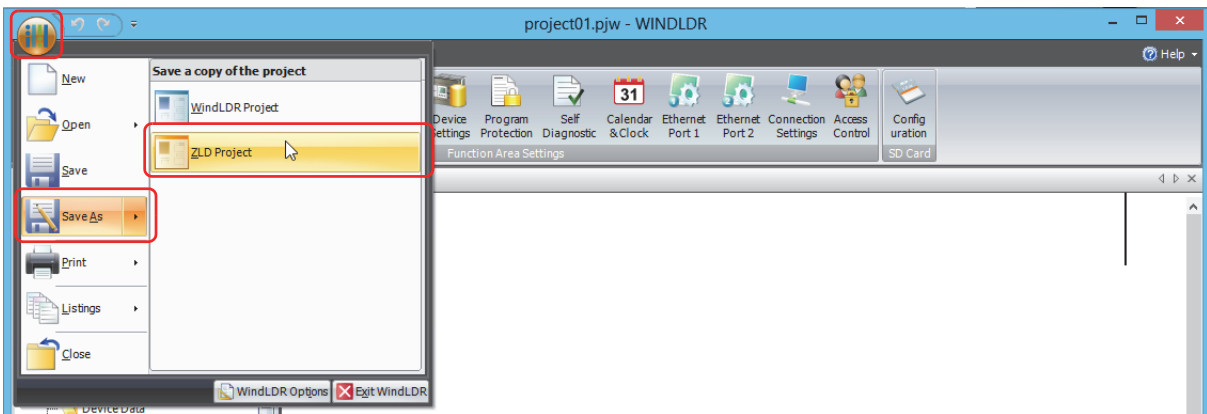 project01.pjw - WINDLDR
Help
New
Open
Save
Save As
Print
Listings
Close
Save a copy of the project
WindLDR Project
ZLD Project
WindLDR Options
Exit WindLDR
Device Settings
Program Protection
Self Diagnostic
31
Calendar & Clock
Ethernet Port 1
Ethernet Port 2
Connection Settings
Access Control
Config uration
Function Area Settings
SD Card
Device Data